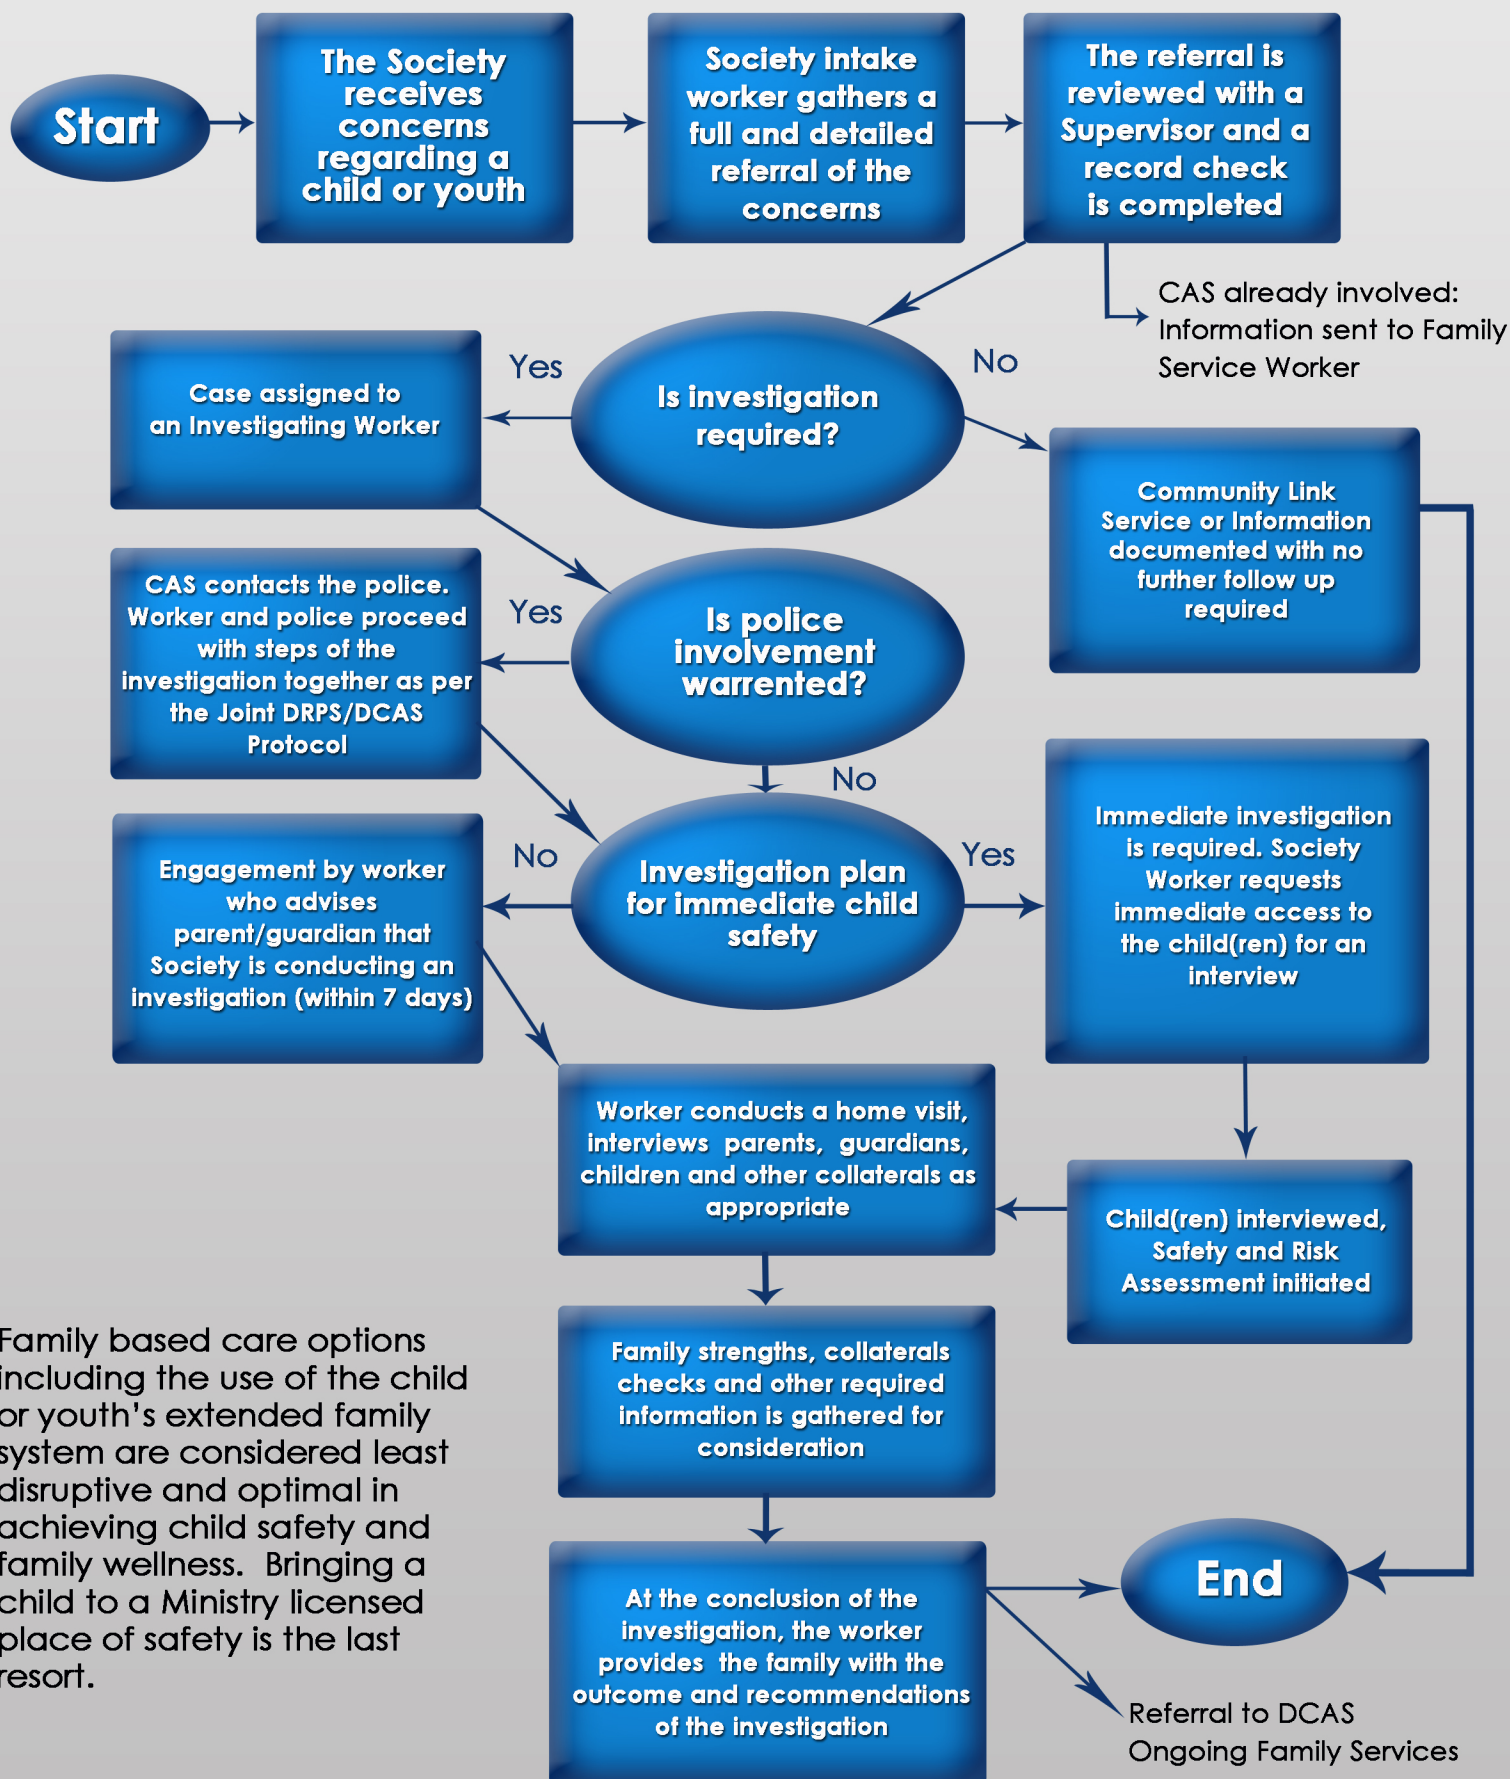 Start
The Society
receives
concerns
regarding a
child or youth
Society intake
worker gathers a
full and detailed
referral of the
concerns
The referral is
reviewed with a
Supervisor and a
record check
is completed
CAS already involved:
Information sent to Family
Service Worker
Is investigation
required?
Yes
No
Case assigned to
an Investigating Worker
Community Link
Service or Information
documented with no
further follow up
required
Is police
involvement
warrented?
Yes
No
CAS contacts the police.
Worker and police proceed
with steps of the
investigation together as per
the Joint DRPS/DCAS
Protocol
Investigation plan
for immediate child
safety
No
Yes
Engagement by worker
who advises
parent/guardian that
Society is conducting an
investigation (within 7 days)
Immediate investigation
is required. Society
Worker requests
immediate access to
the child(ren) for an
interview
Worker conducts a home visit,
interviews parents, guardians,
children and other collaterals as
appropriate
Child(ren) interviewed,
Safety and Risk
Assessment initiated
Family strengths, collaterals
checks and other required
information is gathered for
consideration
At the conclusion of the
investigation, the worker
provides the family with the
outcome and recommendations
of the investigation
End
Referral to DCAS
Ongoing Family Services
Family based care options
including the use of the child
or youth's extended family
system are considered least
disruptive and optimal in
achieving child safety and
family wellness. Bringing a
child to a Ministry licensed
place of safety is the last
resort.